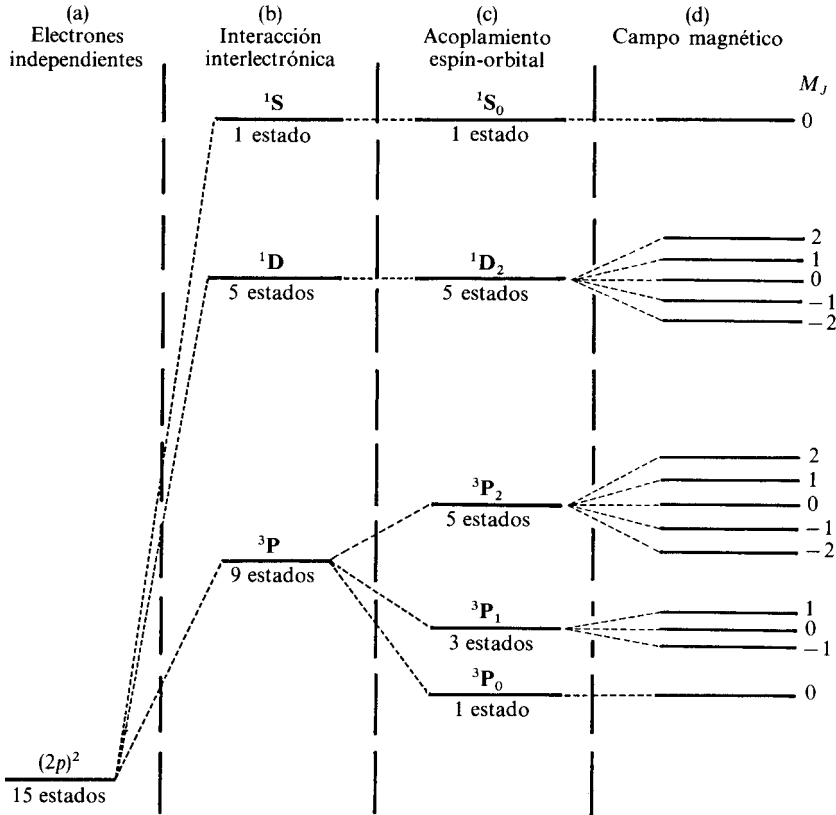 (a)
Electrones
independientes
(b)
Interacción
interlectrónica
(c)
Acoplamiento
espín-orbital
(d)
Campo magnético
M_J
¹S
1 estado
¹S₀
1 estado
0
¹D
5 estados
¹D₂
5 estados
2
1
0
−1
−2
³P
9 estados
³P₂
5 estados
2
1
0
−1
−2
³P₁
3 estados
1
0
−1
³P₀
1 estado
0
(2p)²
15 estados